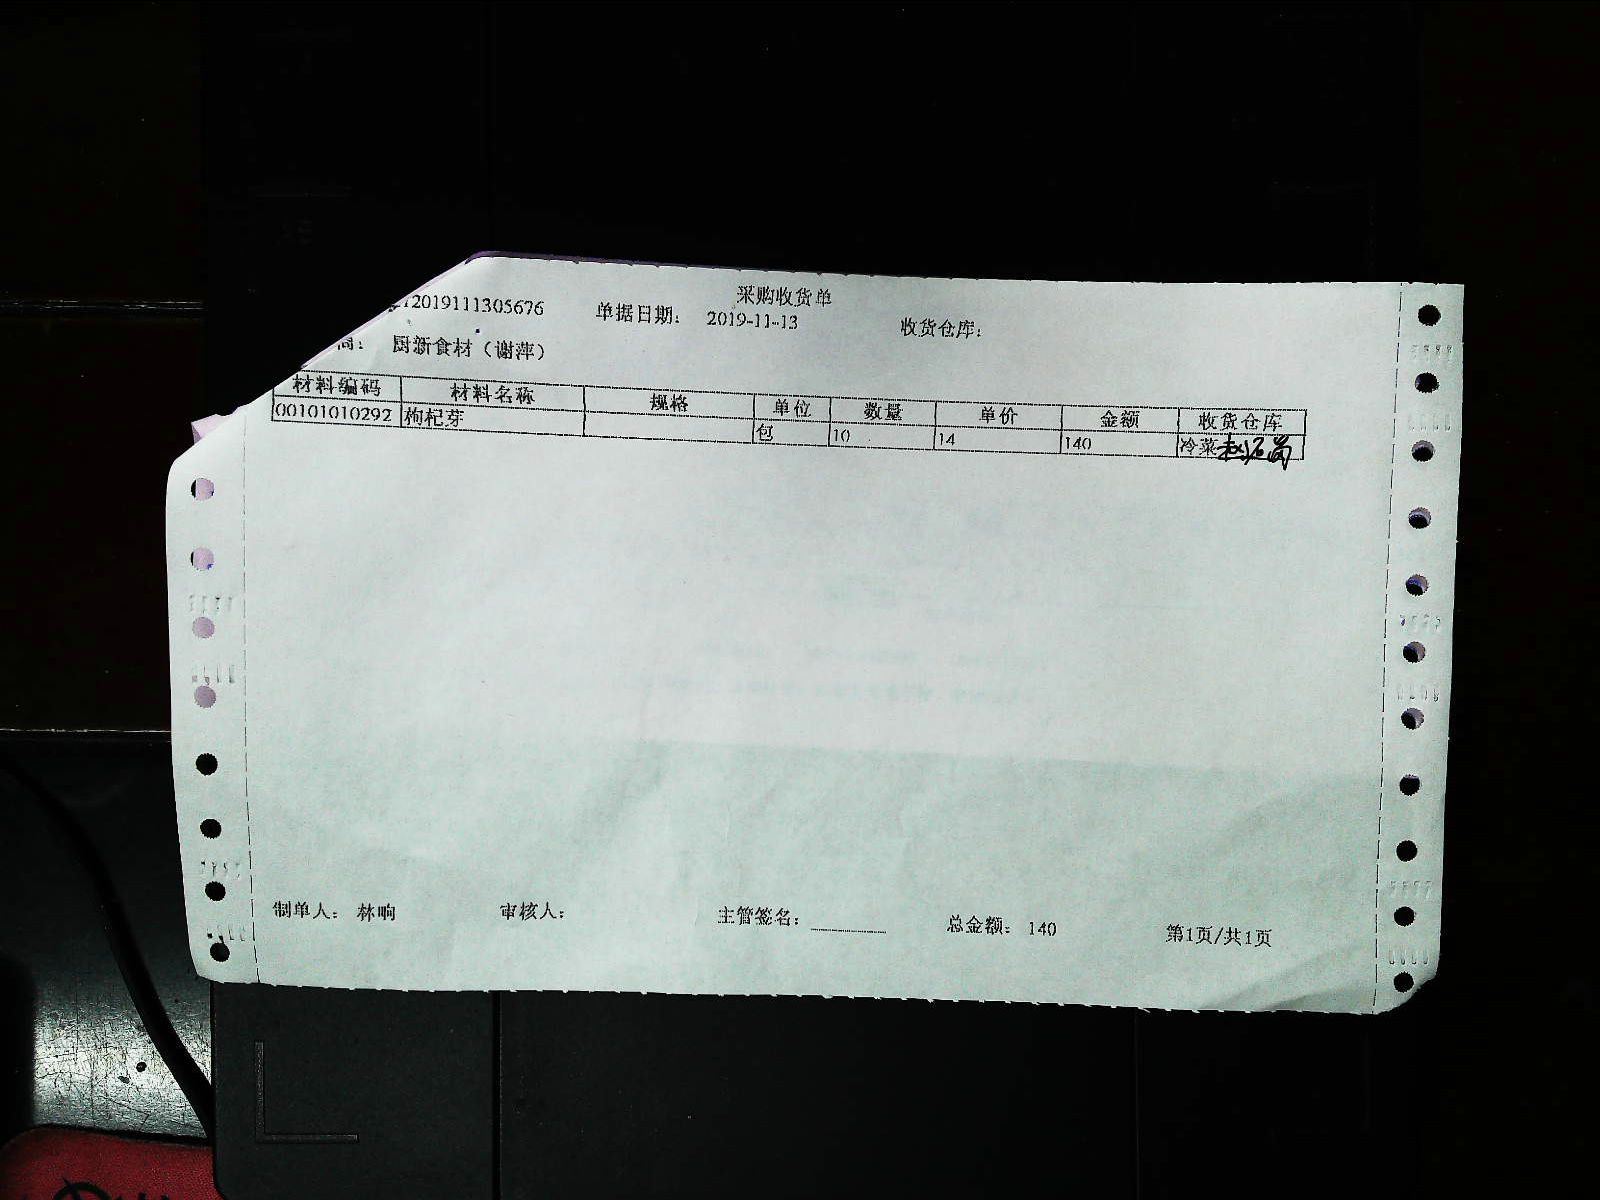 采购收货单
2019111305676 单据日期: 2019-11-13 收货仓库:
商: 厨新食材（谢萍）
材料编码 材料名称 规格 单位 数量 单价 金额 收货仓库
00101010292 枸杞芽 包 10 14 140 冷菜
制单人: 林响 审核人: 主管签名: 总金额: 140 第1页/共1页